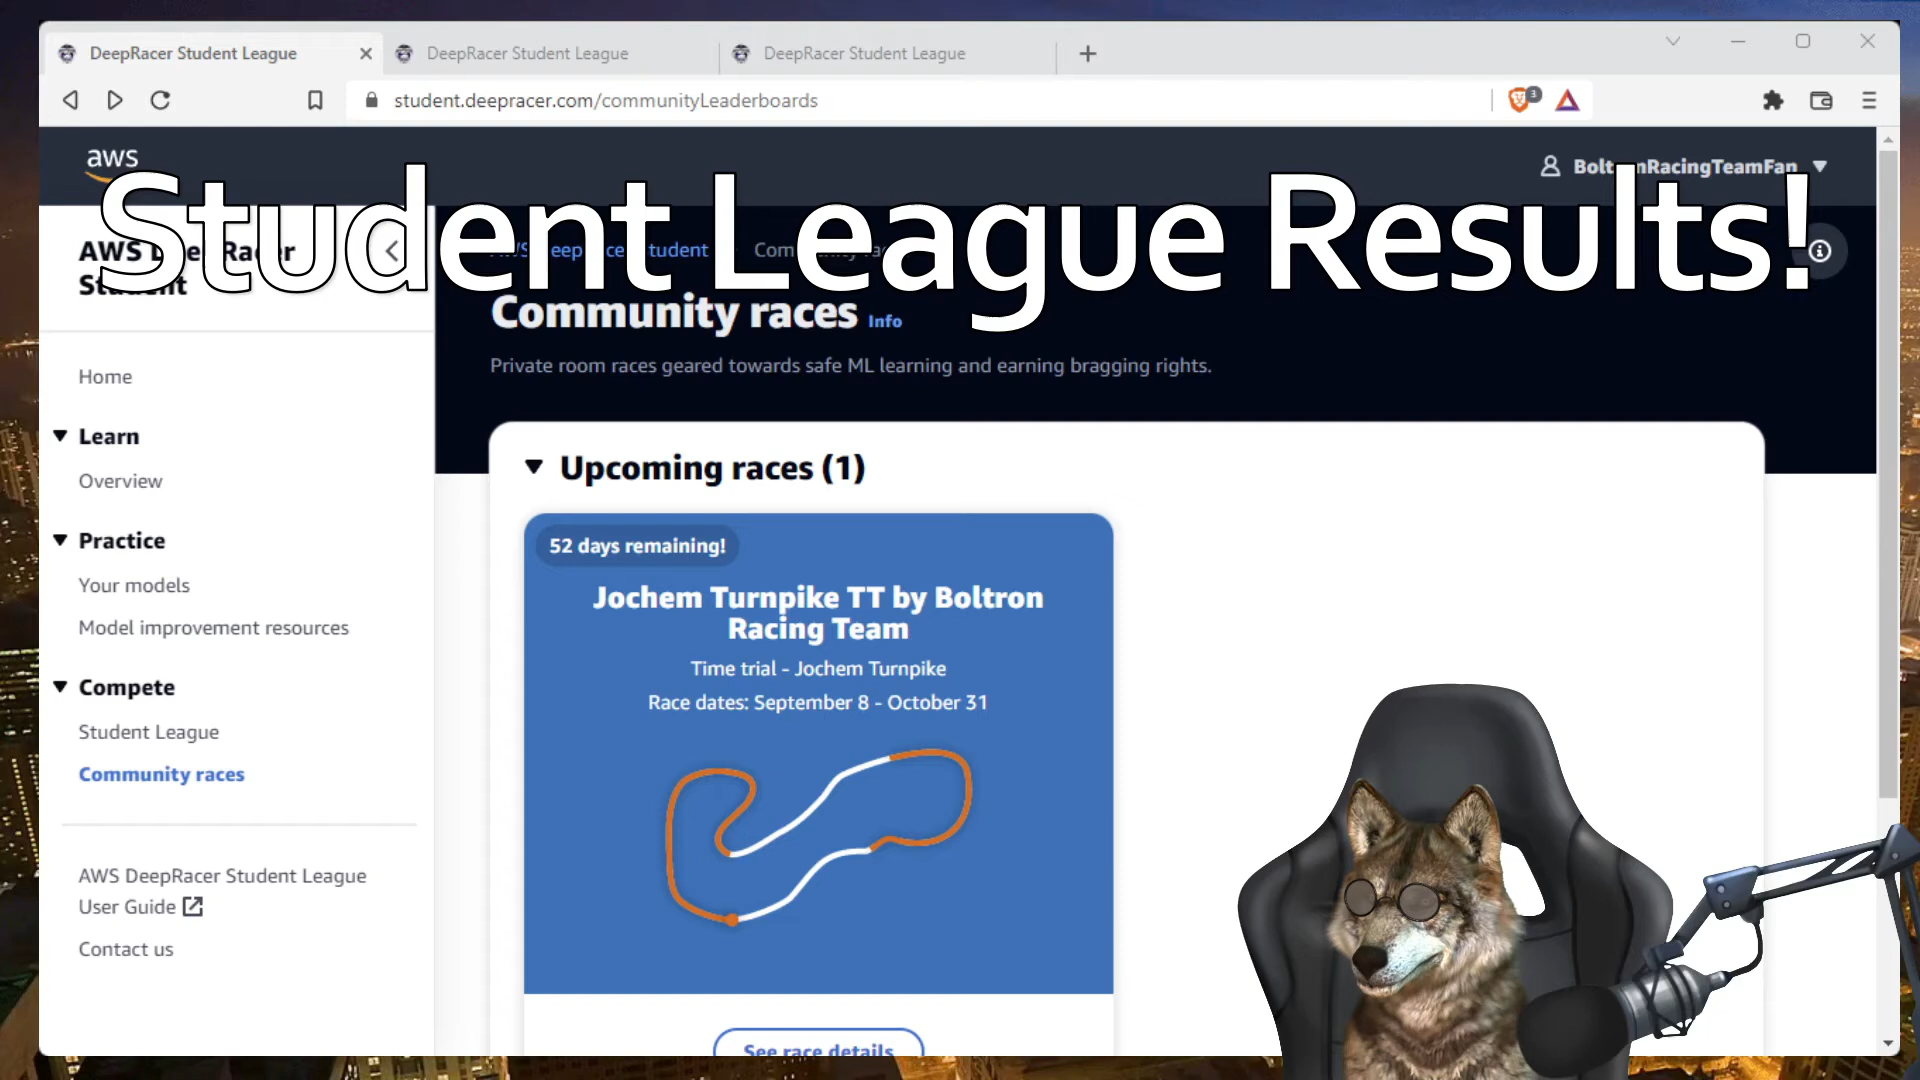 DeepRacer Student League
DeepRacer Student League
DeepRacer Student League
student.deepracer.com/communityLeaderboards
3
aws
Student League Results!
AWS
Student
Student
Community races Info
Private room races geared towards safe ML learning and earning bragging rights.
Home
Learn
Overview
Practice
Your models
Model improvement resources
Compete
Student League
Community races
AWS DeepRacer Student League
User Guide
Contact us
Upcoming races (1)
52 days remaining!
Jochem Turnpike TT by Boltron
Racing Team
Time trial - Jochem Turnpike
Race dates: September 8 - October 31
See race details